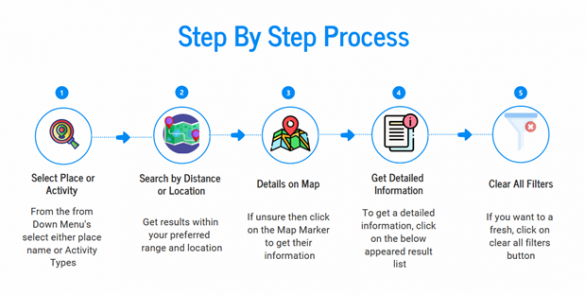 Step By Step Process
1
2
3
4
5
Select Place or
Activity
From the from
Down Menu's
select either place
name or Activity
Types
Search by Distance
or Location
Get results within
your preferred
range and location
Details on Map
If unsure then click
on the Map Marker
to get their
information
Get Detailed
Information
To get a detailed
information, click
on the below
appeared result
list
Clear All Filters
If you want to a
fresh, click on
clear all filters
button